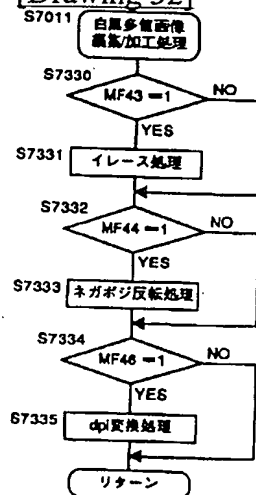 [Drawing 52]
S7011
白黒多値画像
編集/加工処理
S7330
MF43=1
NO
YES
S7331
イレース処理
S7332
MF44=1
NO
YES
S7333
ネガポジ反転処理
S7334
MF46=1
NO
YES
S7335
dpi変換処理
リターン